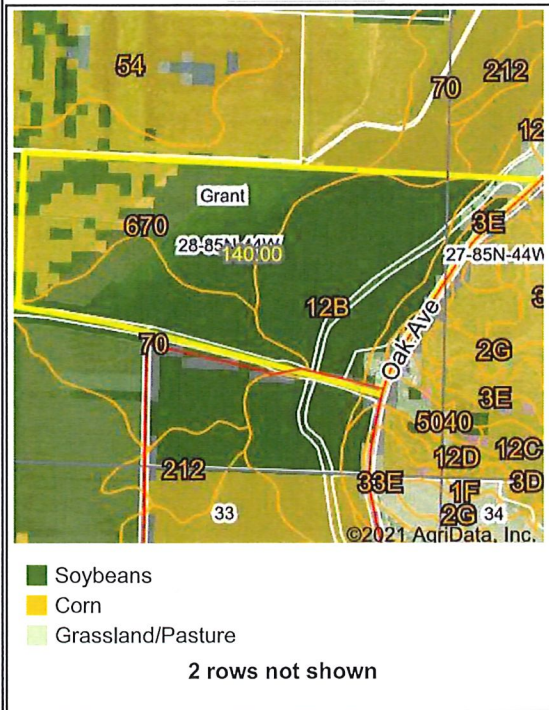 54
70
212
12
Grant
670
3E
28-85N-44W
140.00
27-85N-44W
12B
3
Oak Ave
70
2G
3E
5040
12C
12D
212
33E
3D
1F
33
2G
34
©2021 AgriData, Inc.
Soybeans
Corn
Grassland/Pasture
2 rows not shown